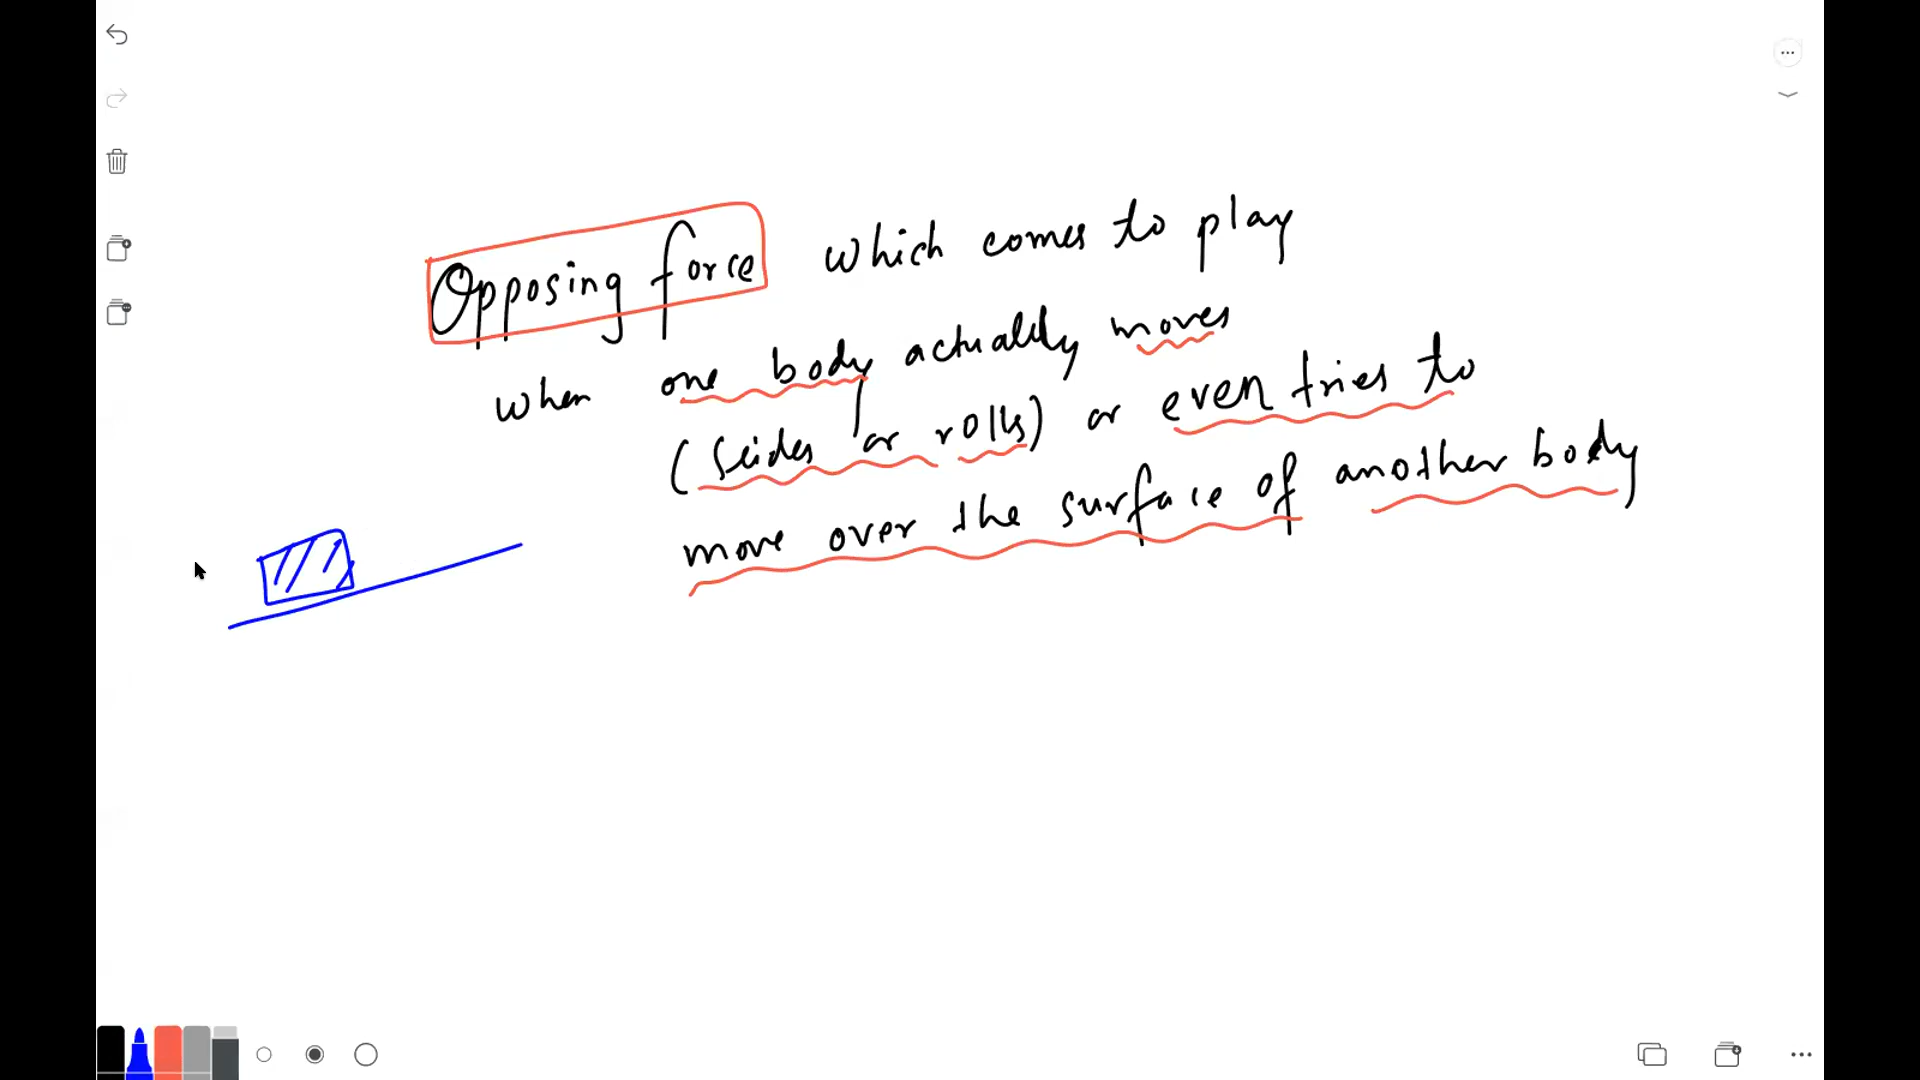 Opposing force which comes to play
when one body actually moves
(slides or rolls) or even tries to
move over the surface of another body